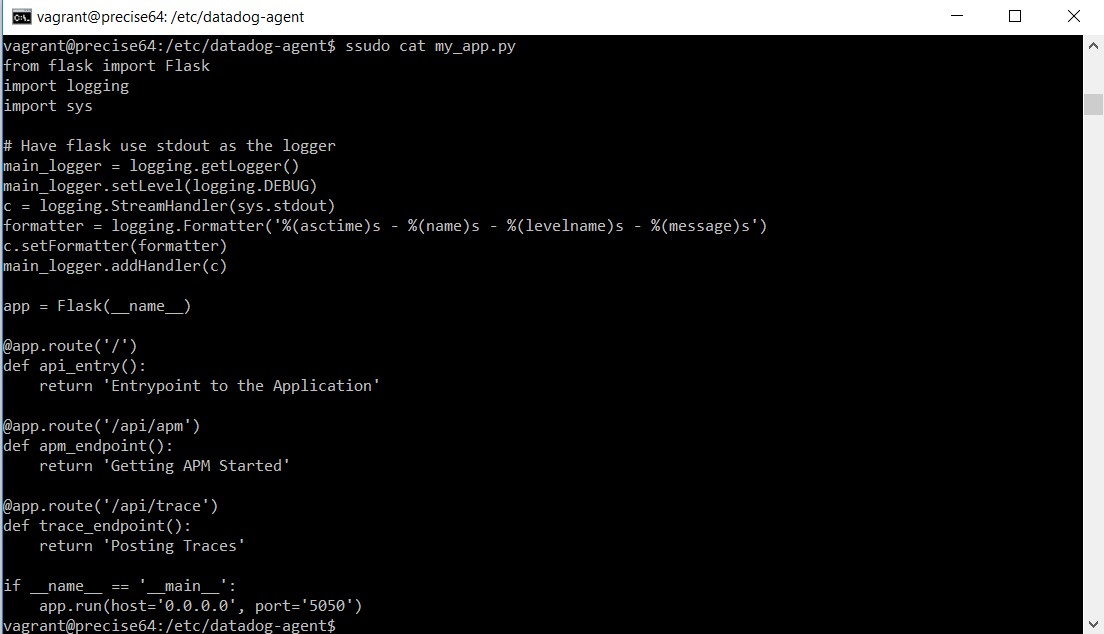 vagrant@precise64: /etc/datadog-agent
vagrant@precise64:/etc/datadog-agent$ ssudo cat my_app.py
from flask import Flask
import logging
import sys
# Have flask use stdout as the logger
main_logger = logging.getLogger()
main_logger.setLevel(logging.DEBUG)
c = logging.StreamHandler(sys.stdout)
formatter = logging.Formatter('%(asctime)s - %(name)s - %(levelname)s - %(message)s')
c.setFormatter(formatter)
main_logger.addHandler(c)
app = Flask(__name__)
@app.route('/')
def api_entry():
    return 'Entrypoint to the Application'
@app.route('/api/apm')
def apm_endpoint():
    return 'Getting APM Started'
@app.route('/api/trace')
def trace_endpoint():
    return 'Posting Traces'
if __name__ == '__main__':
    app.run(host='0.0.0.0', port='5050')
vagrant@precise64:/etc/datadog-agent$